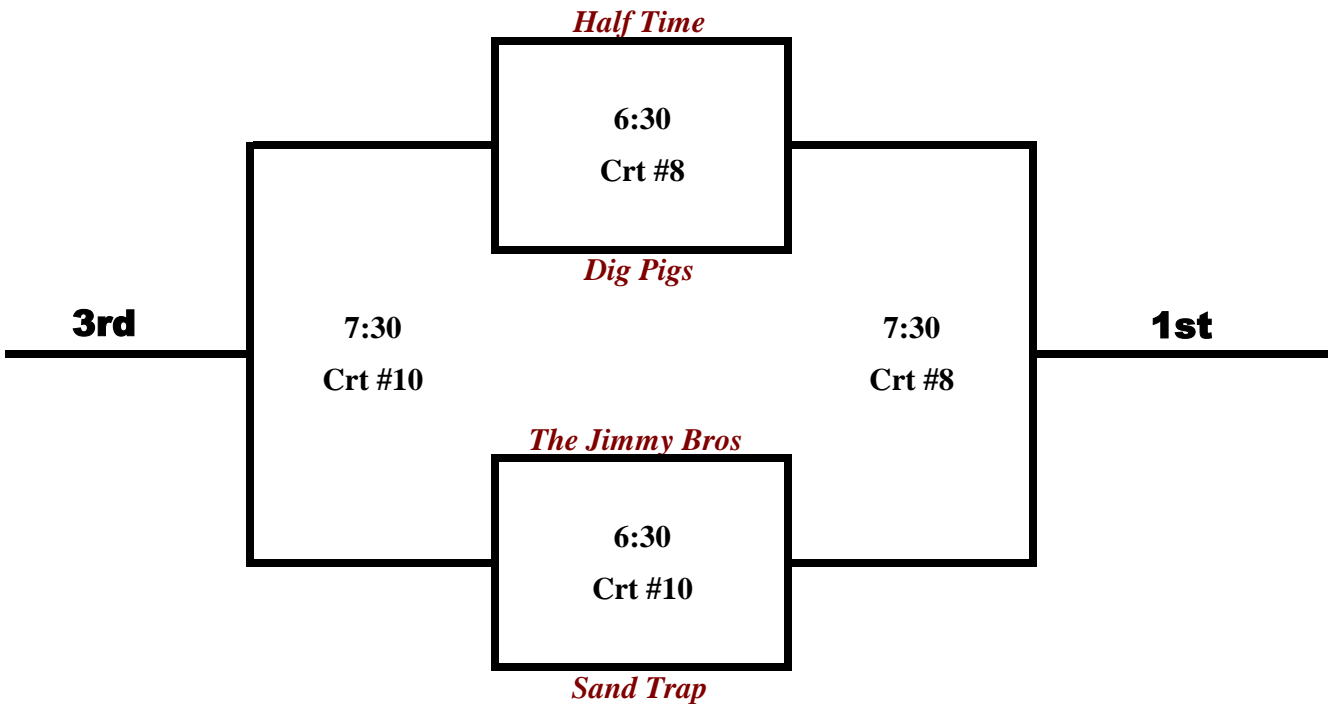 Half Time
6:30
Crt #8
Dig Pigs
3rd
7:30
Crt #10
7:30
Crt #8
1st
The Jimmy Bros
6:30
Crt #10
Sand Trap